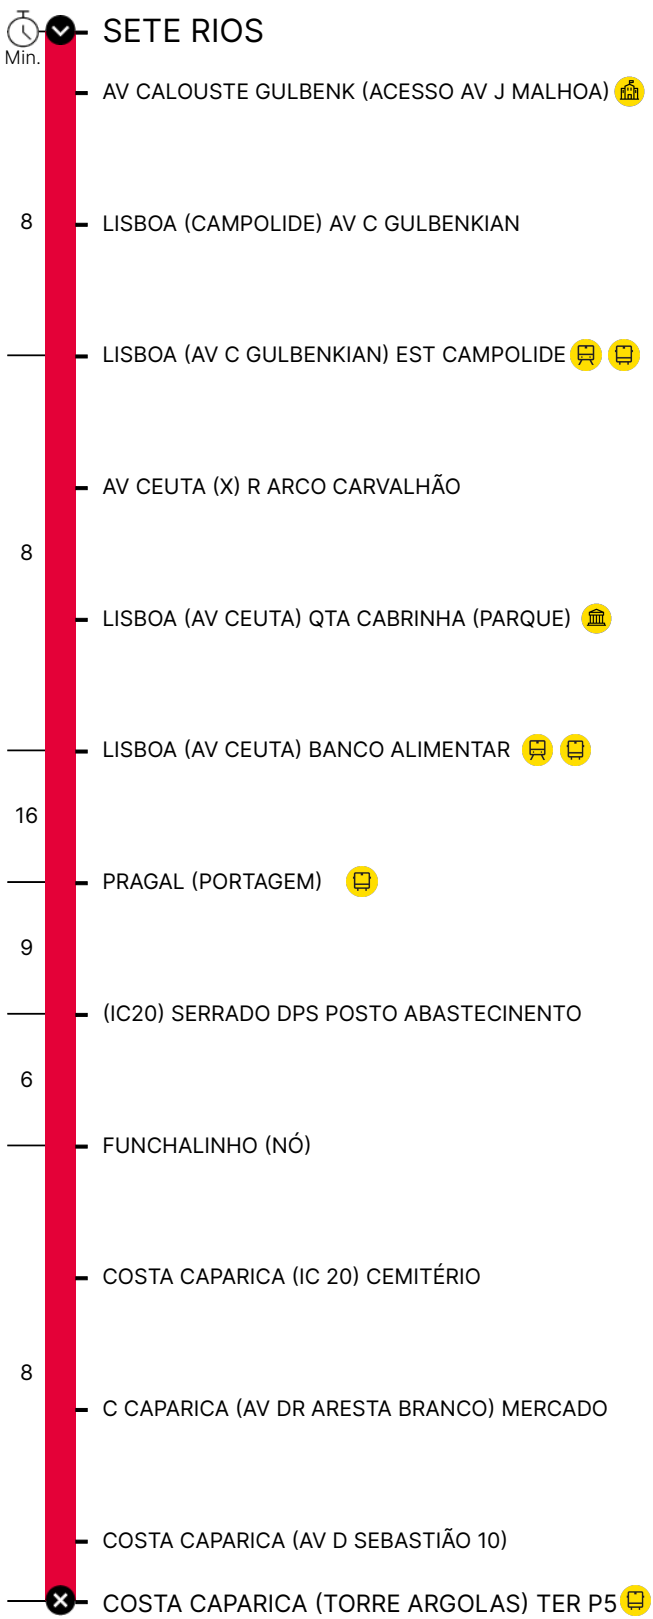 SETE RIOS
Min.
AV CALOUSTE GULBENK (ACESSO AV J MALHOA)
8
LISBOA (CAMPOLIDE) AV C GULBENKIAN
LISBOA (AV C GULBENKIAN) EST CAMPOLIDE
AV CEUTA (X) R ARCO CARVALHÃO
8
LISBOA (AV CEUTA) QTA CABRINHA (PARQUE)
LISBOA (AV CEUTA) BANCO ALIMENTAR
16
PRAGAL (PORTAGEM)
9
(IC20) SERRADO DPS POSTO ABASTECINENTO
6
FUNCHALINHO (NÓ)
COSTA CAPARICA (IC 20) CEMITÉRIO
8
C CAPARICA (AV DR ARESTA BRANCO) MERCADO
COSTA CAPARICA (AV D SEBASTIÃO 10)
COSTA CAPARICA (TORRE ARGOLAS) TER P5